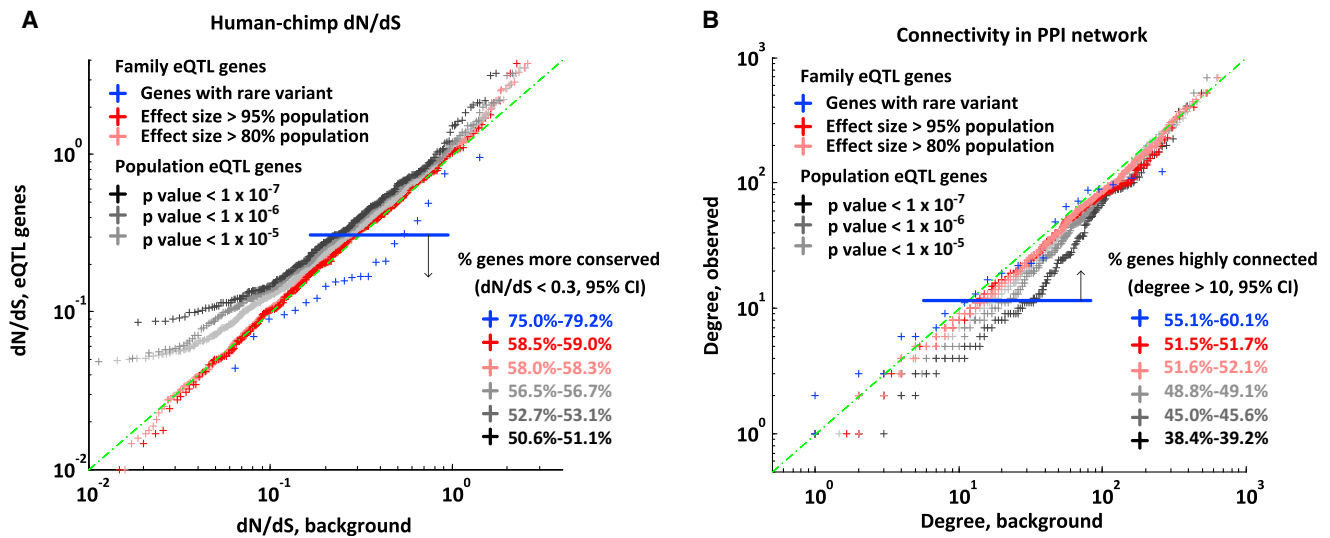 A
Human-chimp dN/dS
Family eQTL genes
Genes with rare variant
Effect size > 95% population
Effect size > 80% population
Population eQTL genes
p value < 1 x 10-7
p value < 1 x 10-6
p value < 1 x 10-5
% genes more conserved
(dN/dS < 0.3, 95% CI)
75.0%-79.2%
58.5%-59.0%
58.0%-58.3%
56.5%-56.7%
52.7%-53.1%
50.6%-51.1%
dN/dS, eQTL genes
100
10-1
10-2
10-2
10-1
100
dN/dS, background
B
Connectivity in PPI network
Family eQTL genes
Genes with rare variant
Effect size > 95% population
Effect size > 80% population
Population eQTL genes
p value < 1 x 10-7
p value < 1 x 10-6
p value < 1 x 10-5
% genes highly connected
(degree > 10, 95% CI)
55.1%-60.1%
51.5%-51.7%
51.6%-52.1%
48.8%-49.1%
45.0%-45.6%
38.4%-39.2%
Degree, observed
103
102
101
100
100
101
102
103
Degree, background